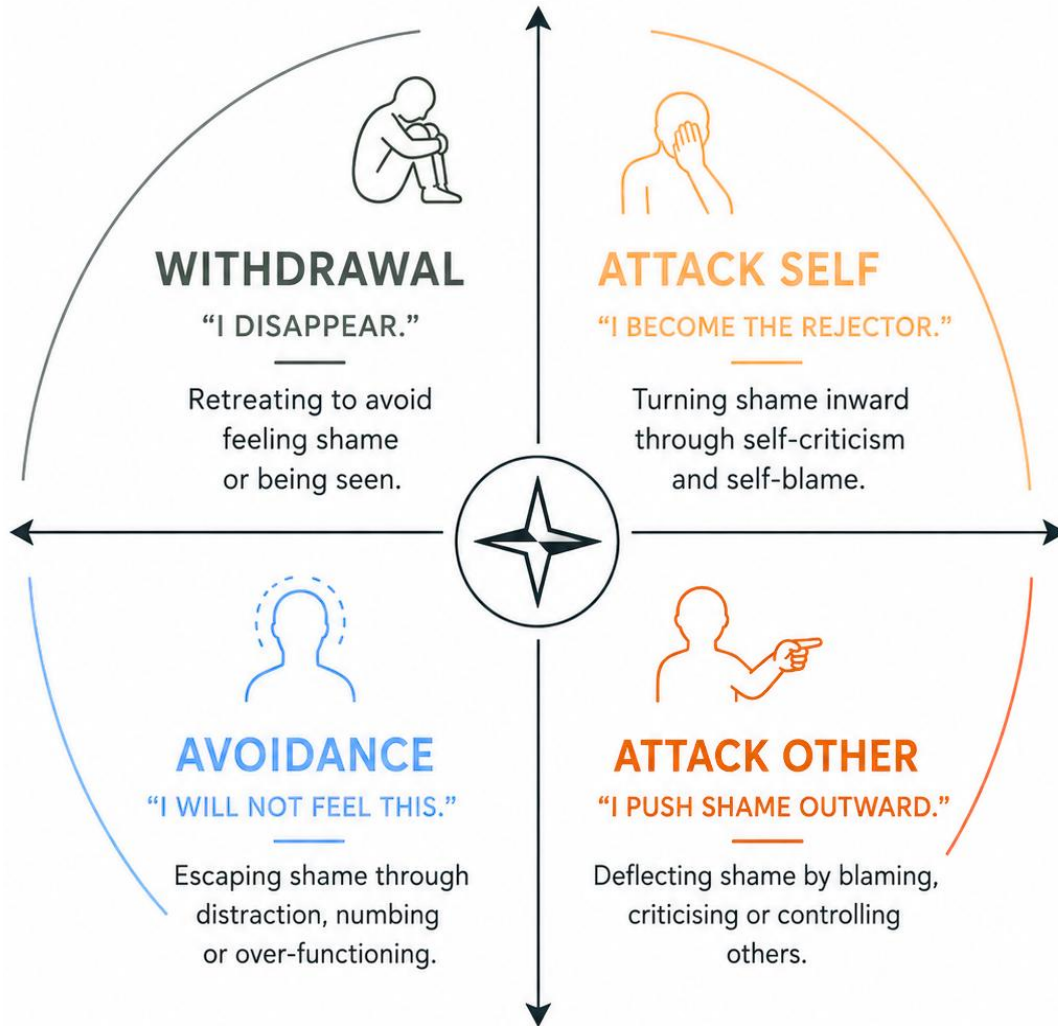 WITHDRAWAL
“I DISAPPEAR.”
Retreating to avoid
feeling shame
or being seen.
ATTACK SELF
“I BECOME THE REJECTOR.”
Turning shame inward
through self-criticism
and self-blame.
AVOIDANCE
“I WILL NOT FEEL THIS.”
Escaping shame through
distraction, numbing
or over-functioning.
ATTACK OTHER
“I PUSH SHAME OUTWARD.”
Deflecting shame by blaming,
criticising or controlling
others.